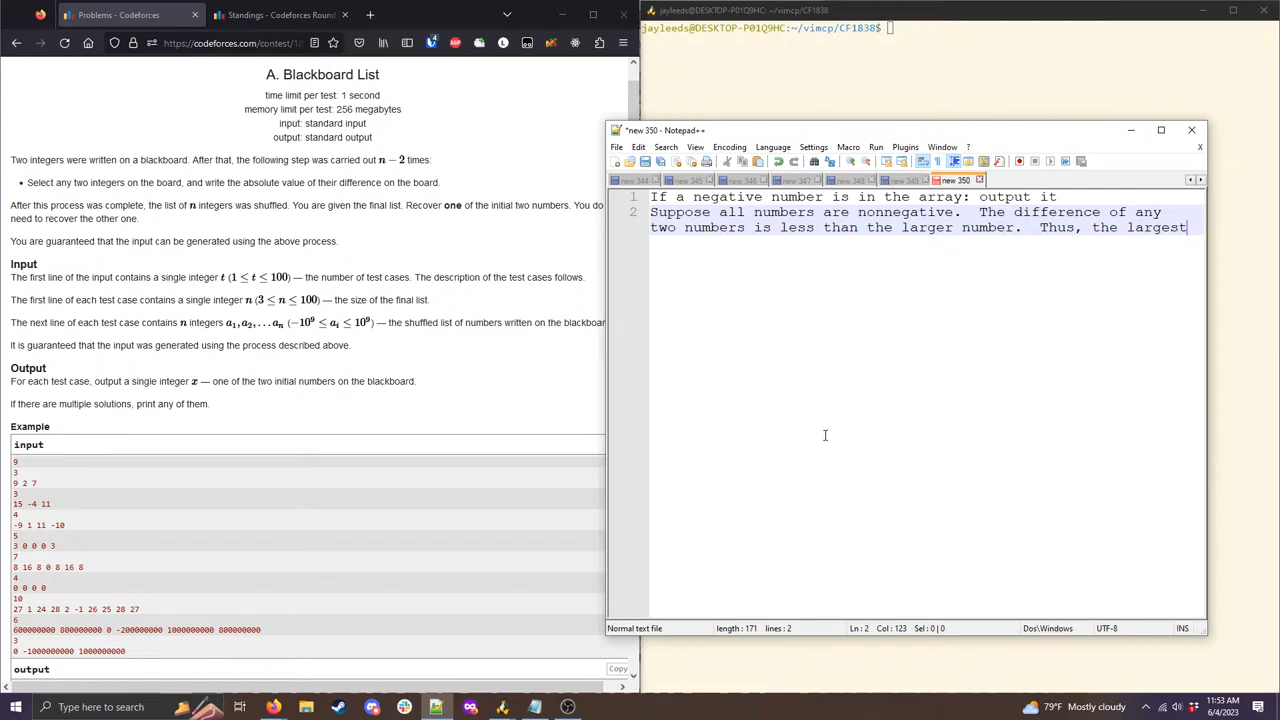 Problems - Codeforces
Standings - Codeforces Round
jayleeds@DESKTOP-P01Q9HC: ~/vimcp/CF1838
https://codeforces.com/contest/18
jayleeds@DESKTOP-P01Q9HC:~/vimcp/CF1838$
A. Blackboard List
time limit per test: 1 second
memory limit per test: 256 megabytes
input: standard input
output: standard output
Two integers were written on a blackboard. After that, the following step was carried out n − 2 times:
Select any two integers on the board, and write the absolute value of their difference on the board.
After this process was complete, the list of n integers was shuffled. You are given the final list. Recover one of the initial two numbers. You do
need to recover the other one.
You are guaranteed that the input can be generated using the above process.
Input
The first line of the input contains a single integer t (1 ≤ t ≤ 100) — the number of test cases. The description of the test cases follows.
The first line of each test case contains a single integer n (3 ≤ n ≤ 100) — the size of the final list.
The next line of each test case contains n integers a1, a2, . . . an (−10^9 ≤ ai ≤ 10^9) — the shuffled list of numbers written on the blackboar
It is guaranteed that the input was generated using the process described above.
Output
For each test case, output a single integer x — one of the two initial numbers on the blackboard.
If there are multiple solutions, print any of them.
Example
input
9
3
9 2 7
3
15 -4 11
4
-9 1 11 -10
5
3 0 0 0 3
7
8 16 8 0 8 16 8
4
0 0 0 0
10
27 1 24 28 2 -1 26 25 28 27
6
3
0 -1000000000 1000000000
output
Copy
*new 350 - Notepad++
File Edit Search View Encoding Language Settings Macro Run Plugins Window ?
X
new 344 new 345 new 346 new 347 new 348 new 349 new 350
1 If a negative number is in the array: output it
2 Suppose all numbers are nonnegative. The difference of any
two numbers is less than the larger number. Thus, the largest
Normal text file length : 171 lines : 2 Ln : 2 Col : 123 Sel : 0 | 0 Dos\Windows UTF-8 INS
Type here to search
79°F Mostly cloudy
11:53 AM
6/4/2023